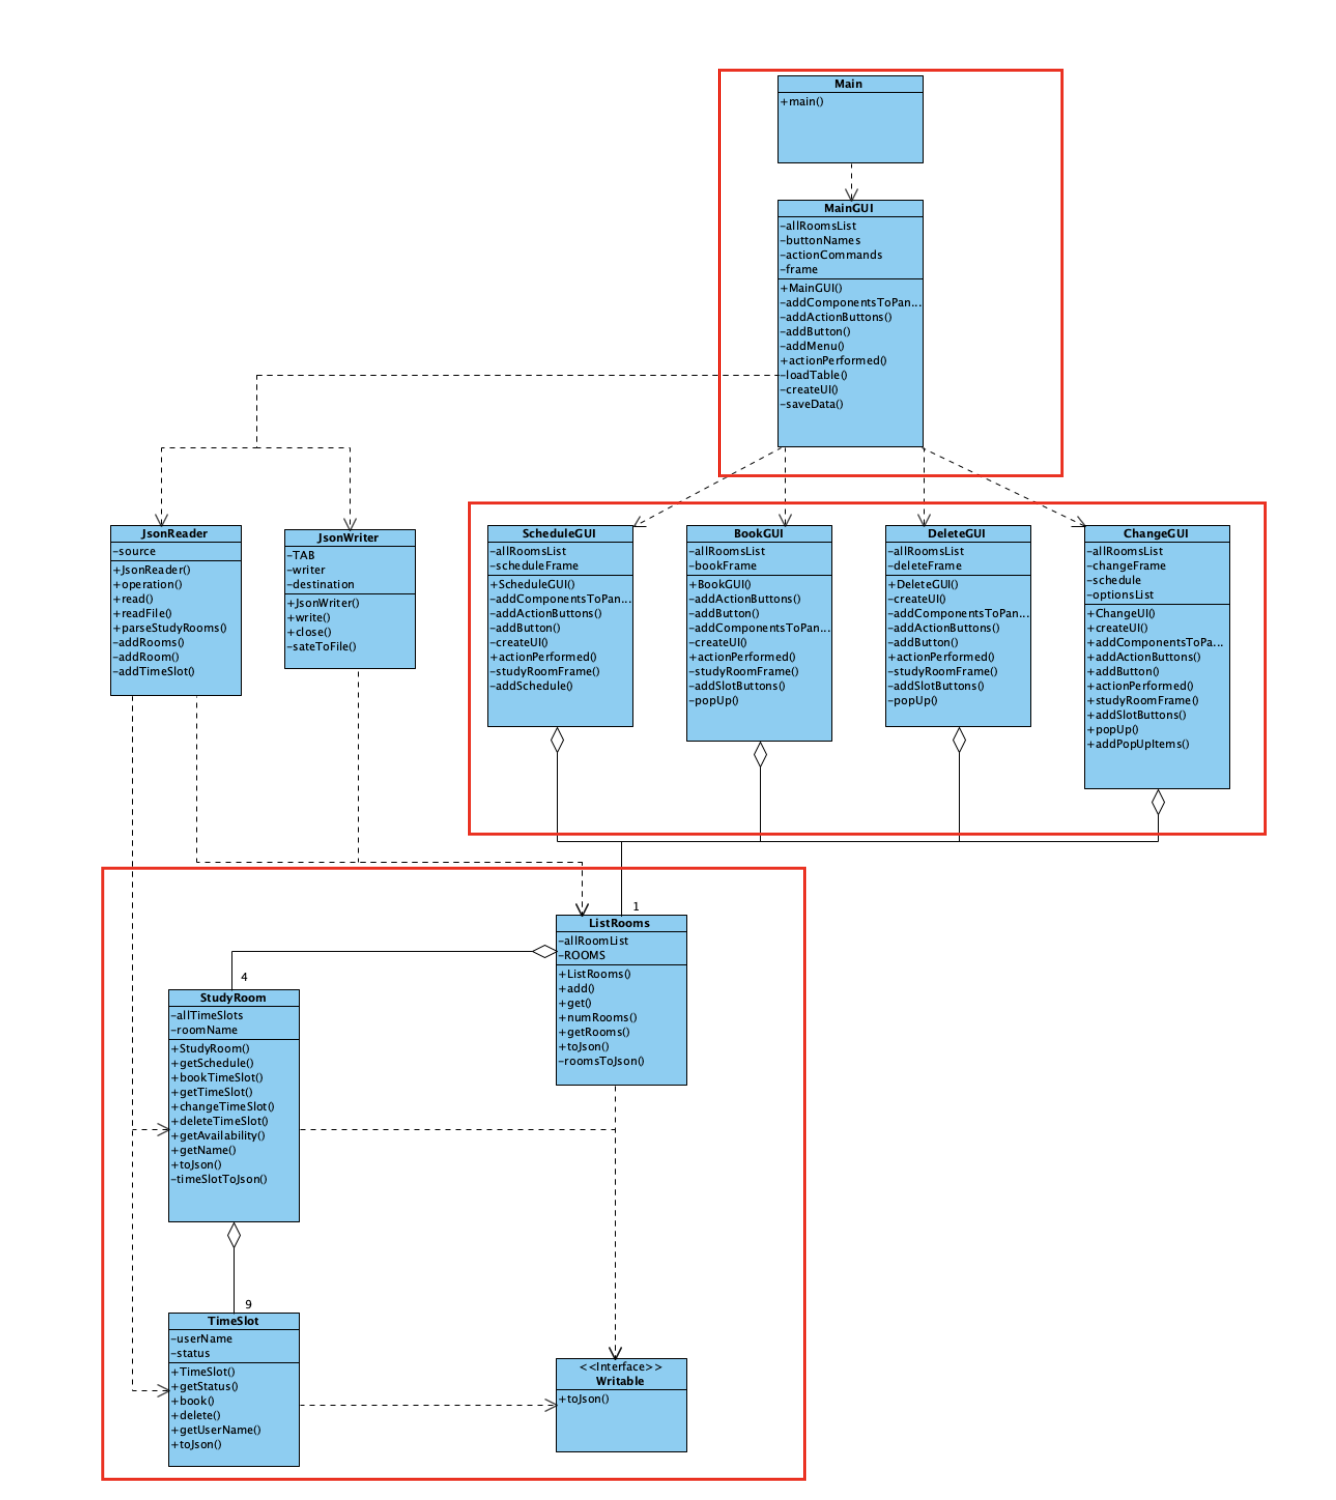 Main
+main()
MainGUI
-allRoomsList
-buttonNames
-actionCommands
-frame
+MainGUI()
-addComponentsToPan...
-addActionButtons()
-addButton()
-addMenu()
+actionPerformed()
-loadTable()
-createUI()
-saveData()
JsonReader
-source
+JsonReader()
+operation()
+read()
+readFile()
+parseStudyRooms()
-addRooms()
-addRoom()
-addTimeSlot()
JsonWriter
-TAB
-writer
-destination
+JsonWriter()
+write()
+close()
-sateToFile()
ScheduleGUI
-allRoomsList
-scheduleFrame
+ScheduleGUI()
-addComponentsToPan...
-addActionButtons()
-addButton()
-createUI()
+actionPerformed()
-studyRoomFrame()
-addSchedule()
BookGUI
-allRoomsList
-bookFrame
+BookGUI()
-addActionButtons()
-addButton()
-addComponentsToPan...
-createUI()
+actionPerformed()
-studyRoomFrame()
-addSlotButtons()
-popUp()
DeleteGUI
-allRoomsList
-deleteFrame
+DeleteGUI()
-createUI()
-addComponentsToPan...
-addActionButtons()
-addButton()
+actionPerformed()
-studyRoomFrame()
-addSlotButtons()
-popUp()
ChangeGUI
-allRoomsList
-changeFrame
-schedule
-optionsList
+ChangeUI()
+createUI()
+addComponentsToPa...
+addActionButtons()
+addButton()
+actionPerformed()
+studyRoomFrame()
+addSlotButtons()
+popUp()
+addPopUpItems()
1
ListRooms
-allRoomList
-ROOMS
+ListRooms()
+add()
+get()
+numRooms()
+getRooms()
+toJson()
-roomsToJson()
4
StudyRoom
-allTimeSlots
-roomName
+StudyRoom()
+getSchedule()
+bookTimeSlot()
+getTimeSlot()
+changeTimeSlot()
+deleteTimeSlot()
+getAvailability()
+getName()
+toJson()
-timeSlotToJson()
9
TimeSlot
-userName
-status
+TimeSlot()
+getStatus()
+book()
+delete()
+getUserName()
+toJson()
<<Interface>>
Writable
+toJson()